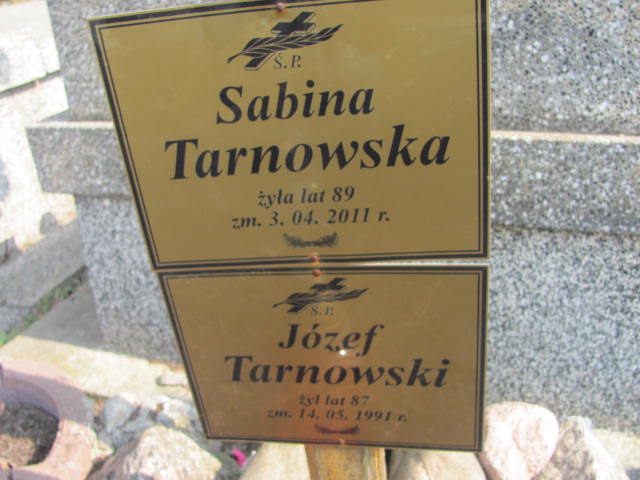 Ś.P.
Sabina
Tarnowska
żyła lat 89
zm. 3. 04. 2011 r.
Ś.P.
Józef
Tarnowski
żył lat 87
zm. 14. 05. 1991 r.